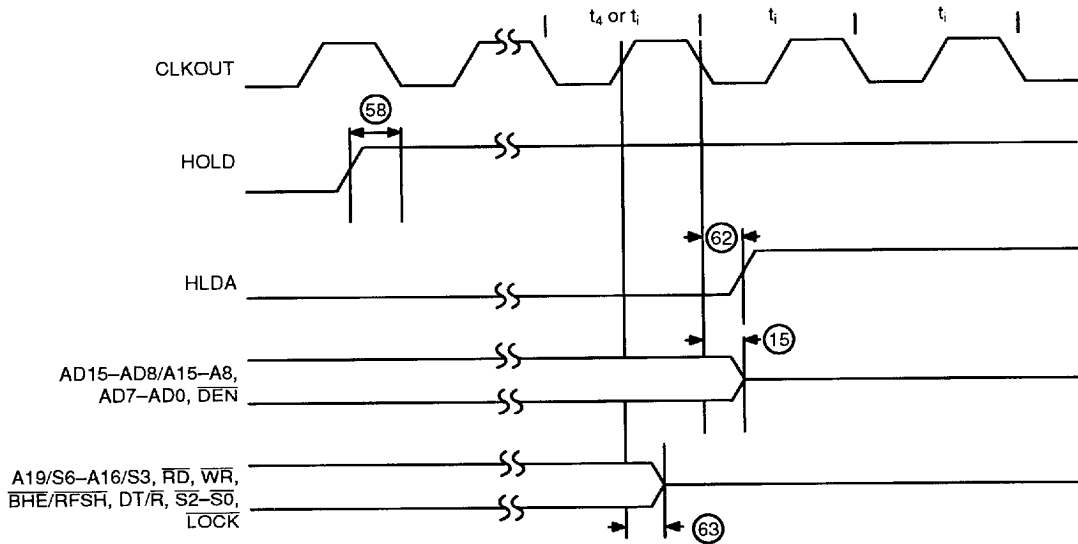 t4 or ti
ti
ti
CLKOUT
58
HOLD
62
HLDA
15
AD15–AD8/A15–A8,
AD7–AD0, DEN
A19/S6–A16/S3, RD, WR,
BHE/RFSH, DT/R, S2–S0,
LOCK
63